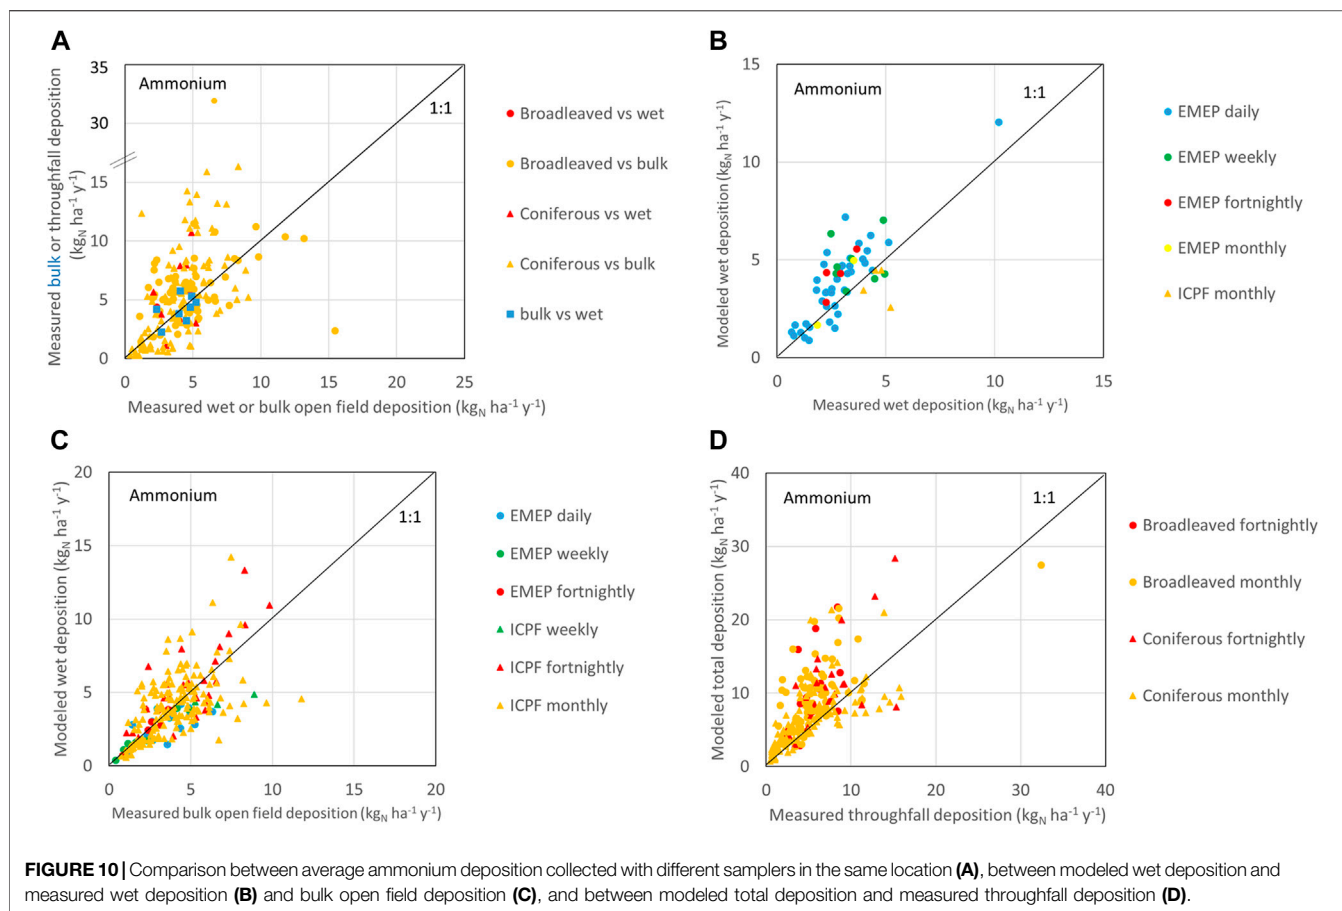 A
Measured bulk or throughfall deposition
(kgN ha-1 y-1)
35
30
15
10
5
0
Ammonium
1:1
0 5 10 15 20 25
Measured wet or bulk open field deposition (kgN ha-1 y-1)
Broadleaved vs wet
Broadleaved vs bulk
Coniferous vs wet
Coniferous vs bulk
bulk vs wet
B
Modeled wet deposition (kgN ha-1 y-1)
15
10
5
0
Ammonium
1:1
0 5 10 15
Measured wet deposition (kgN ha-1 y-1)
EMEP daily
EMEP weekly
EMEP fortnightly
EMEP monthly
ICPF monthly
C
Modeled wet deposition (kgN ha-1 y-1)
20
15
10
5
0
Ammonium
1:1
0 5 10 15 20
Measured bulk open field deposition (kgN ha-1 y-1)
EMEP daily
EMEP weekly
EMEP fortnightly
ICPF weekly
ICPF fortnightly
ICPF monthly
D
Modeled total deposition (kgN ha-1 y-1)
40
30
20
10
0
Ammonium
1:1
0 10 20 30 40
Measured throughfall deposition (kgN ha-1 y-1)
Broadleaved fortnightly
Broadleaved monthly
Coniferous fortnightly
Coniferous monthly
FIGURE 10 | Comparison between average ammonium deposition collected with different samplers in the same location (A), between modeled wet deposition and
measured wet deposition (B) and bulk open field deposition (C), and between modeled total deposition and measured throughfall deposition (D).